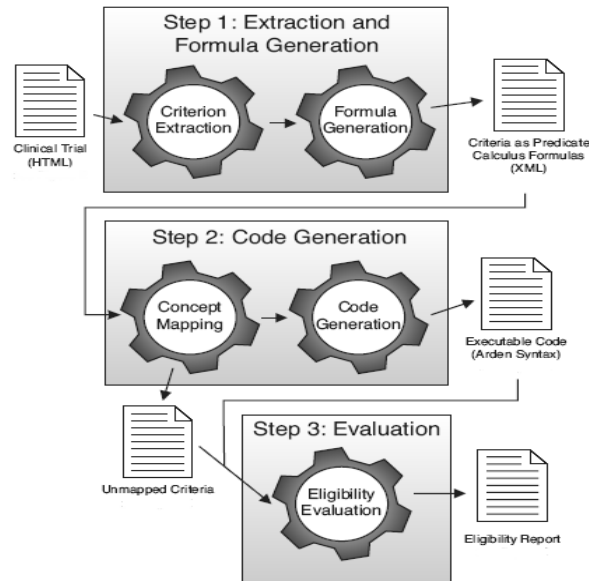 Step 1: Extraction and
Formula Generation
Criterion
Extraction
Formula
Generation
Clinical Trial
(HTML)
Criteria as Predicate
Calculus Formulas
(XML)
Step 2: Code Generation
Concept
Mapping
Code
Generation
Executable Code
(Arden Syntax)
Unmapped Criteria
Step 3: Evaluation
Eligibility
Evaluation
Eligibility Report